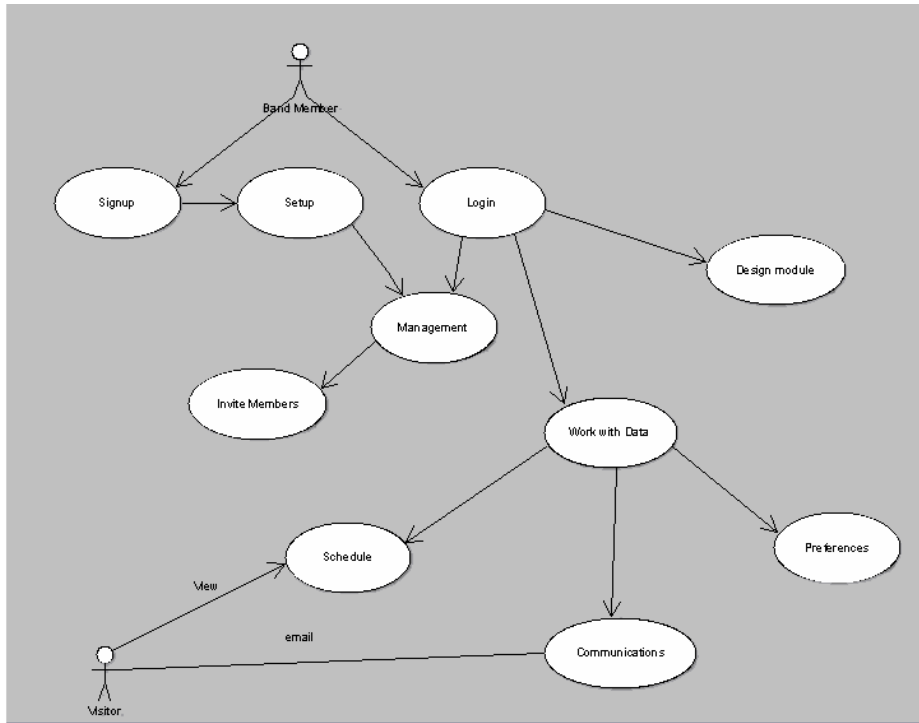 Band Member
Signup
Setup
Login
Design module
Management
Invite Members
Work with Data
Schedule
Preferences
View
email
Communications
Visitor.